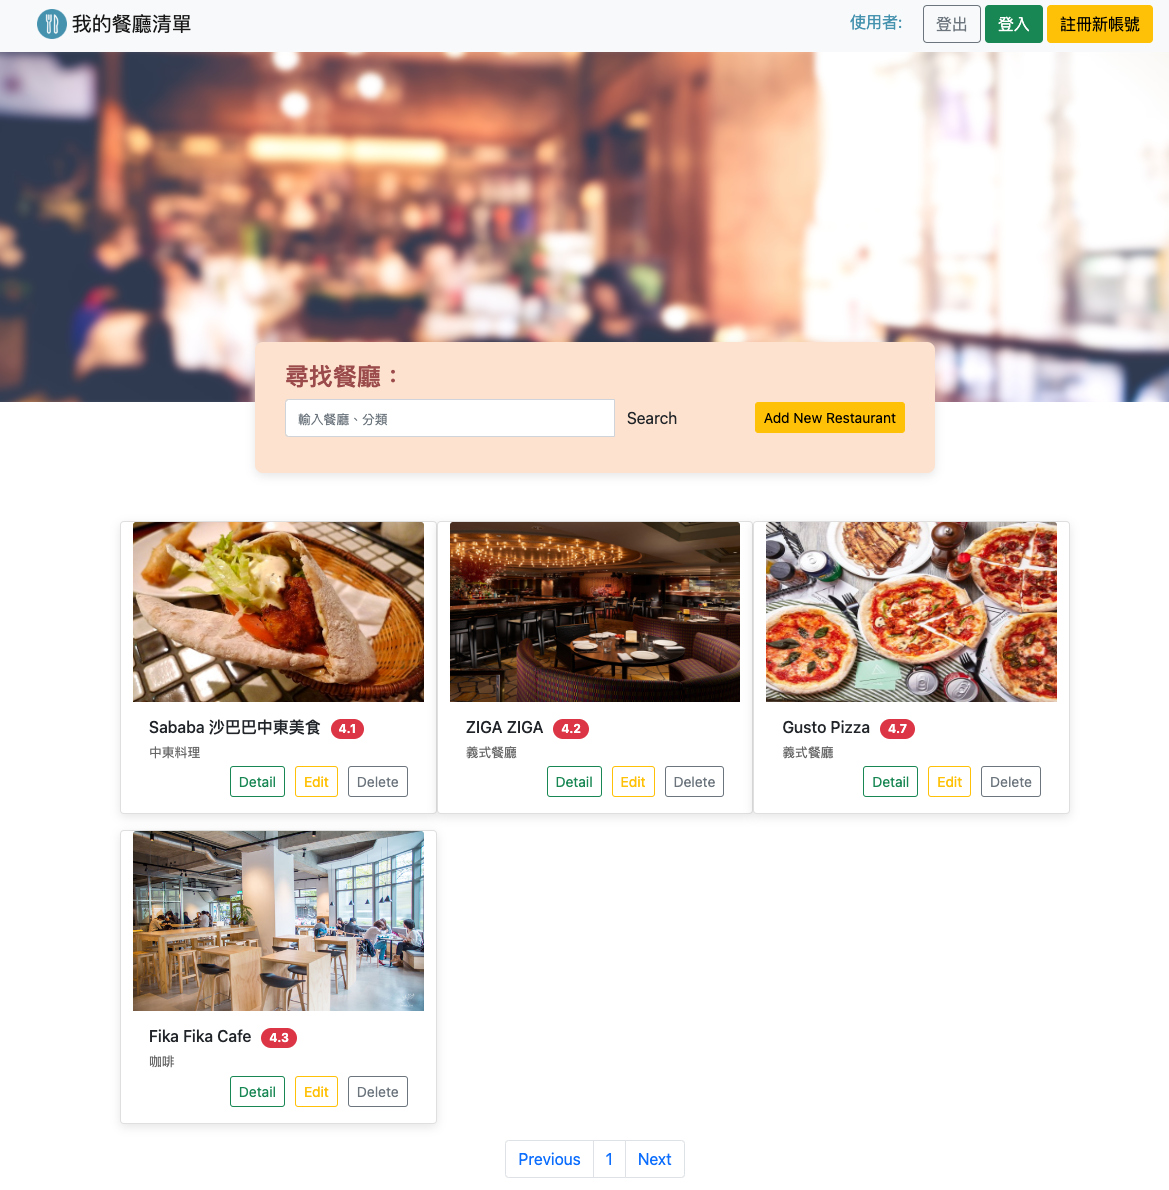 我的餐廳清單
使用者: 登出 登入 註冊新帳號
尋找餐廳：
輸入餐廳、分類 Search Add New Restaurant
Sababa 沙巴巴中東美食 4.1
中東料理
Detail Edit Delete
ZIGA ZIGA 4.2
義式餐廳
Detail Edit Delete
Gusto Pizza 4.7
義式餐廳
Detail Edit Delete
Fika Fika Cafe 4.3
咖啡
Detail Edit Delete
Previous 1 Next